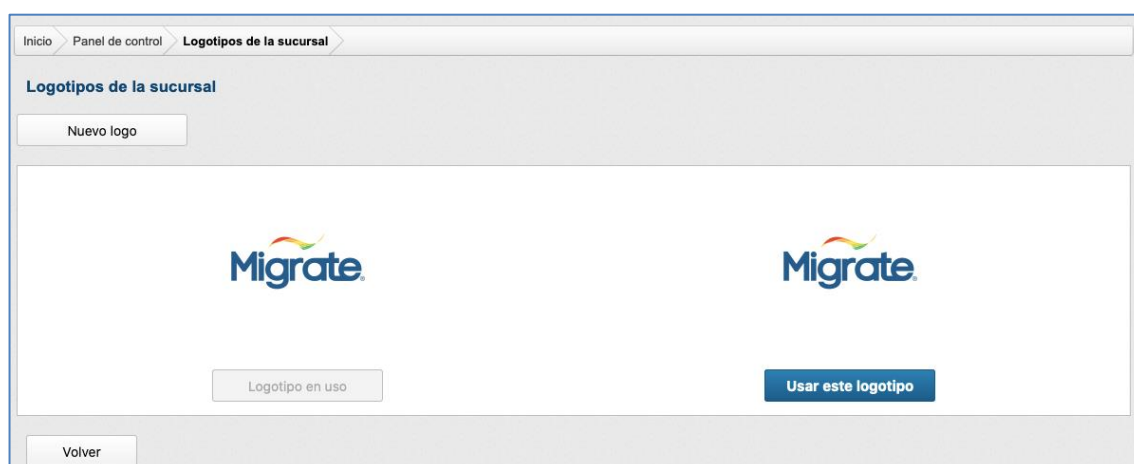 Inicio Panel de control Logotipos de la sucursal
Logotipos de la sucursal
Nuevo logo
Migrate® Migrate®
Logotipo en uso Usar este logotipo
Volver